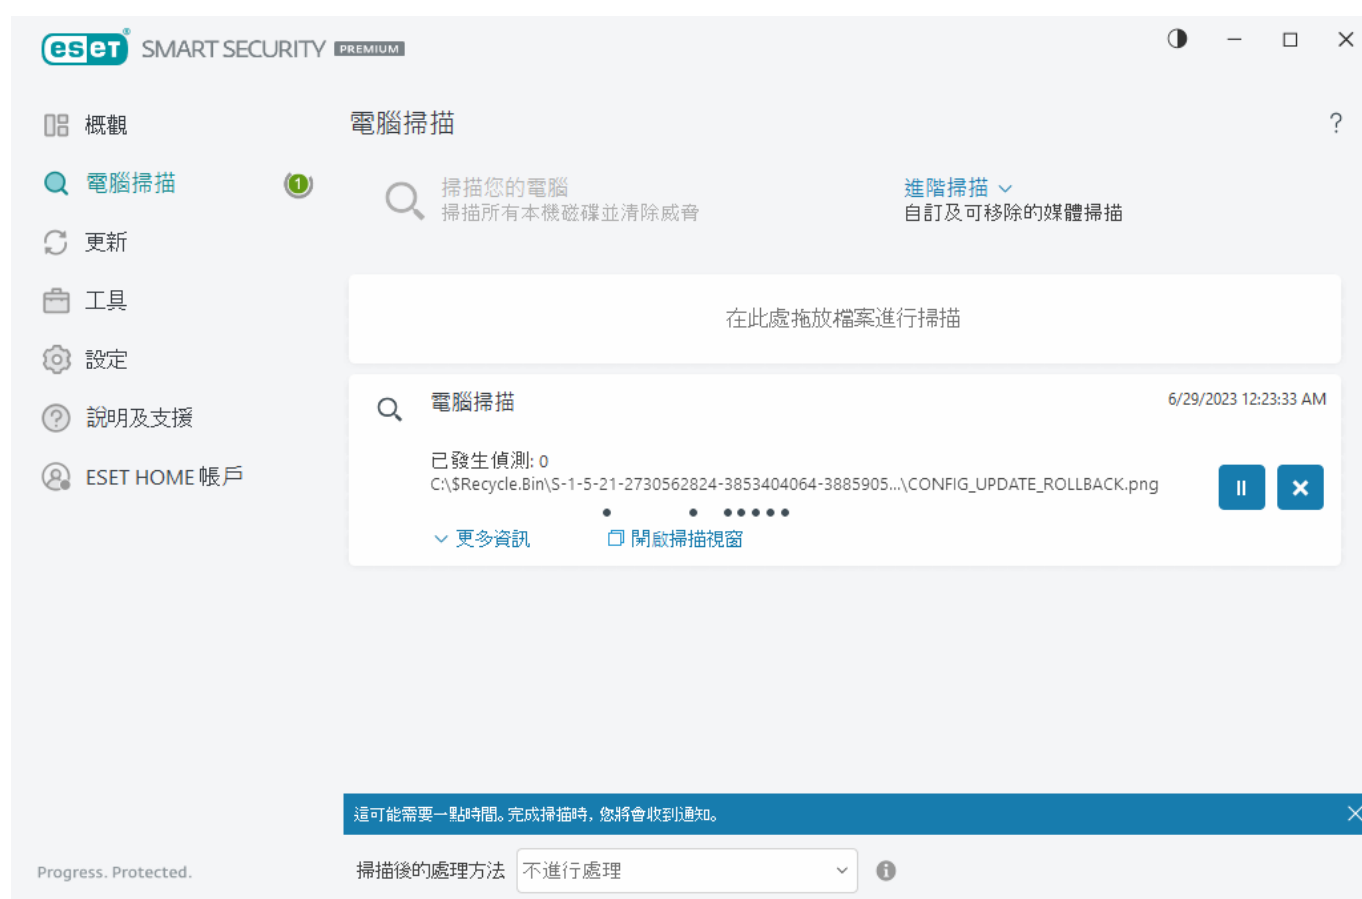 eset® SMART SECURITY PREMIUM
概觀
電腦掃描 1
更新
工具
設定
說明及支援
ESET HOME 帳戶
Progress. Protected.
電腦掃描 ?
掃描您的電腦
掃描所有本機磁碟並清除威脅
進階掃描
自訂及可移除的媒體掃描
在此處拖放檔案進行掃描
電腦掃描 6/29/2023 12:23:33 AM
已發生偵測: 0
C:\$Recycle.Bin\S-1-5-21-2730562824-3853404064-3885905...\CONFIG_UPDATE_ROLLBACK.png
更多資訊 開啟掃描視窗
這可能需要一點時間。完成掃描時, 您將會收到通知。
掃描後的處理方法 不進行處理